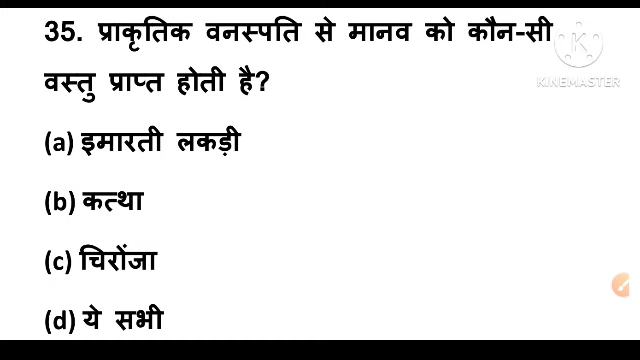 35. प्राकृतिक वनस्पति से मानव को कौन-सी
वस्तु प्राप्त होती है?
(a) इमारती लकड़ी
(b) कत्था
(c) चिरोंजा
(d) ये सभी
K
KINEMASTER